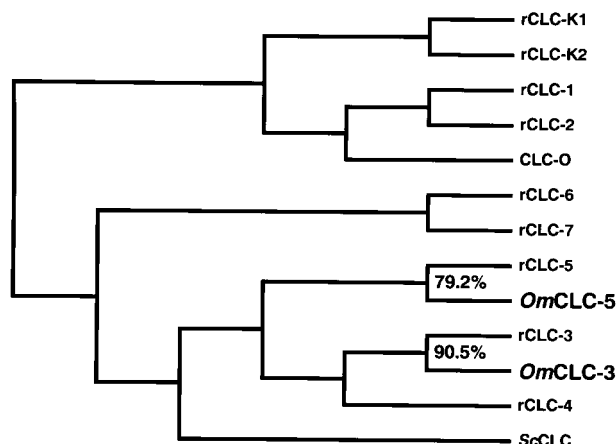 rCLC-K1
rCLC-K2
rCLC-1
rCLC-2
CLC-O
rCLC-6
rCLC-7
rCLC-5
79.2%
OmCLC-5
rCLC-3
90.5%
OmCLC-3
rCLC-4
ScCLC